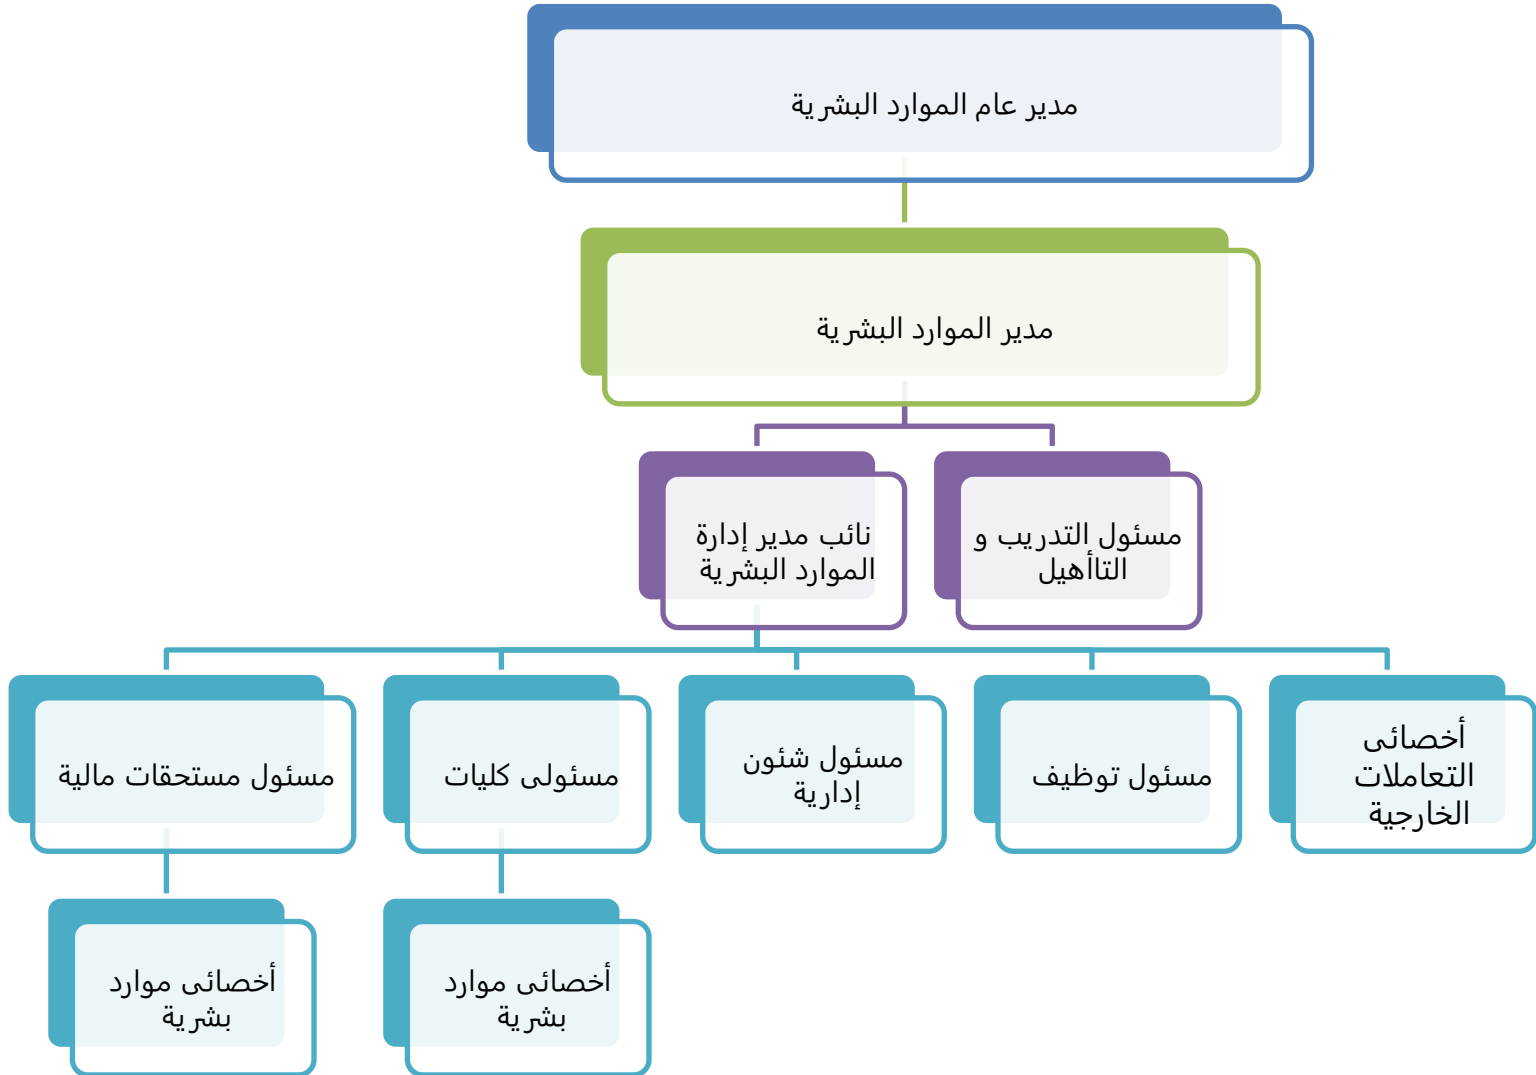 مدير عام الموارد البشرية
مدير الموارد البشرية
مسئول التدريب و
التاأهيل
نائب مدير إدارة
الموارد البشرية
أخصائى
التعاملات
الخارجية
مسئول توظيف
مسئول شئون
إدارية
مسئولى كليات
مسئول مستحقات مالية
أخصائى موارد
بشرية
أخصائى موارد
بشرية